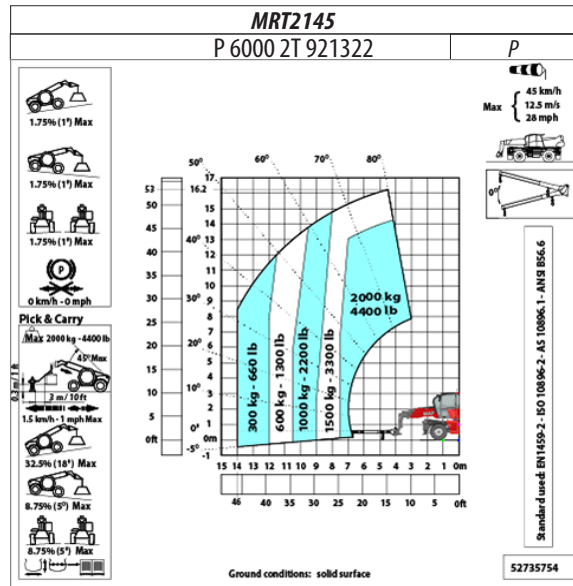 MRT2145
P 6000 2T 921322
P
1.75% (1°) Max
1.75% (1°) Max
1.75% (1°) Max
P
0 km/h - 0 mph
Pick & Carry
Max 2000 kg - 4400 lb
45° Max
0.3 m / 1 ft
3 m / 10 ft
1.5 km/h - 1 mph Max
32.5% (18°) Max
8.75% (5°) Max
8.75% (5°) Max
Max
45 km/h
12.5 m/s
28 mph
0°
50° 60° 70° 80°
40°
30°
20°
10°
0°
-5°
53 50 45 40 35 30 25 20 15 10 5 0ft
17 16.2 15 14 13 12 11 10 9 8 7 6 5 4 3 2 1 0m -1
300 kg - 660 lb
600 kg - 1300 lb
1000 kg - 2200 lb
1500 kg - 3300 lb
2000 kg
4400 lb
15 14 13 12 11 10 9 8 7 6 5 4 3 2 1 0m
46 40 35 30 25 20 15 10 5 0ft
Standard used: EN1459-2 - ISO 10896-2 - AS 10896.1 - ANSI B56.6
Ground conditions: solid surface
52735754